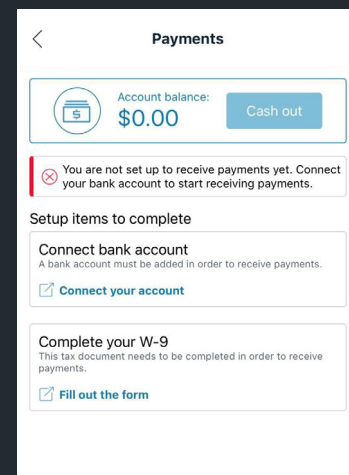 Payments
Account balance:
$0.00
Cash out
You are not set up to receive payments yet. Connect
your bank account to start receiving payments.
Setup items to complete
Connect bank account
A bank account must be added in order to receive payments.
Connect your account
Complete your W-9
This tax document needs to be completed in order to receive
payments.
Fill out the form